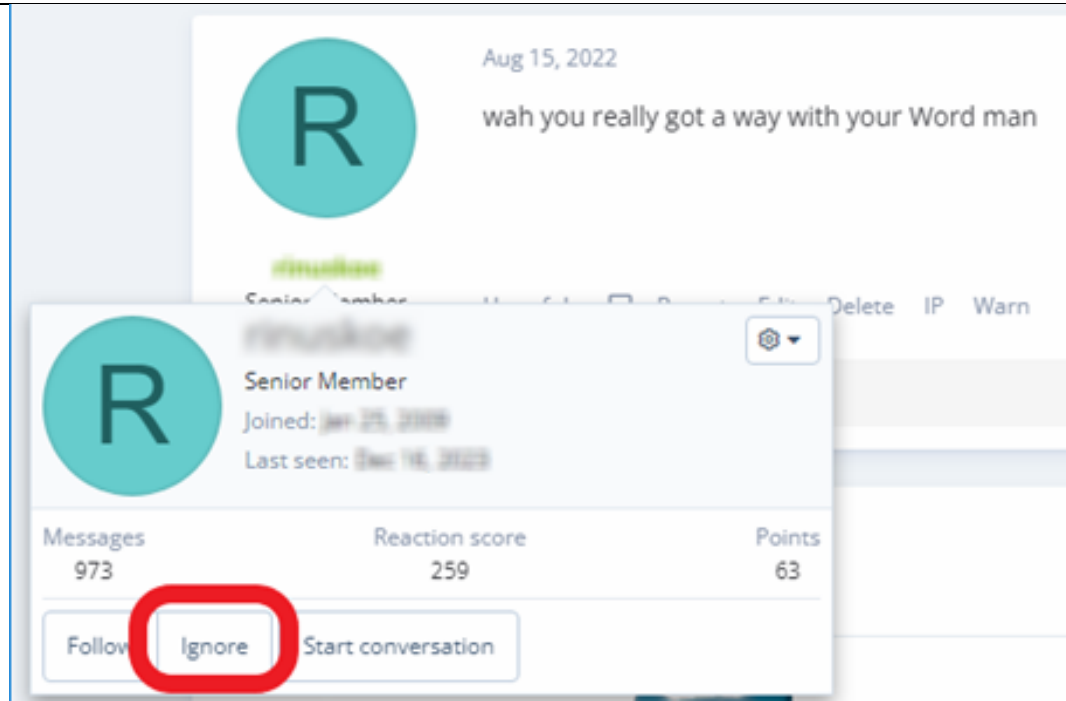 R
Aug 15, 2022
wah you really got a way with your Word man
Delete IP Warn
R
Senior Member
Joined:
Last seen:
Messages Reaction score Points
973 259 63
Follow Ignore Start conversation